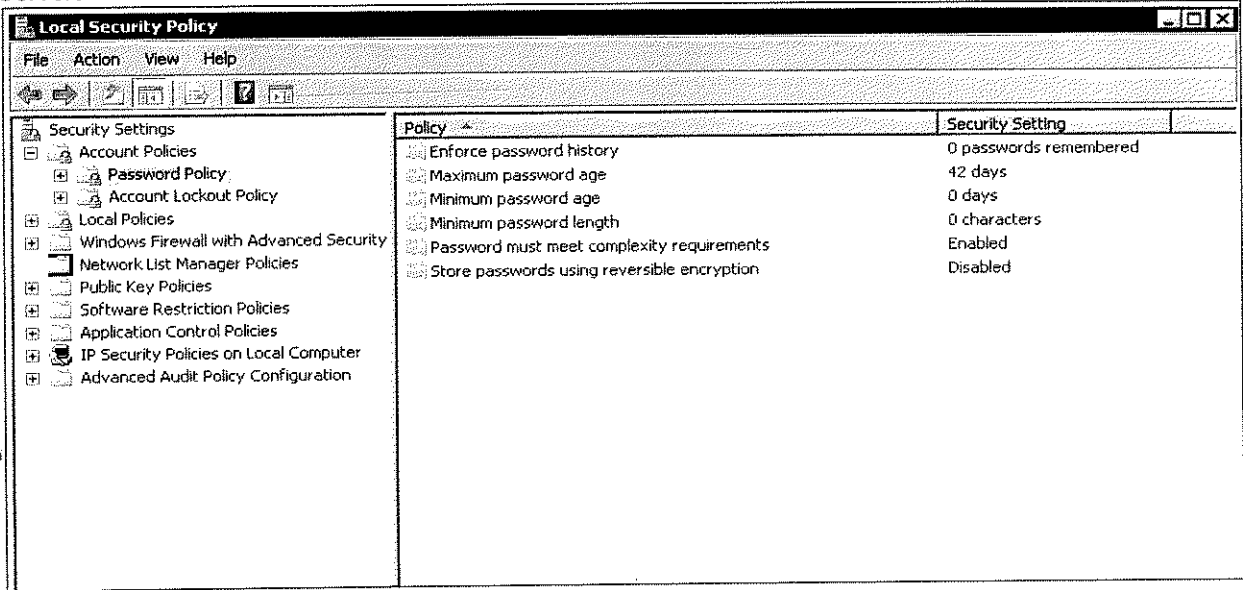 Local Security Policy
File Action View Help
Security Settings
Account Policies
Password Policy
Account Lockout Policy
Local Policies
Windows Firewall with Advanced Security
Network List Manager Policies
Public Key Policies
Software Restriction Policies
Application Control Policies
IP Security Policies on Local Computer
Advanced Audit Policy Configuration
Policy Security Setting
Enforce password history 0 passwords remembered
Maximum password age 42 days
Minimum password age 0 days
Minimum password length 0 characters
Password must meet complexity requirements Enabled
Store passwords using reversible encryption Disabled